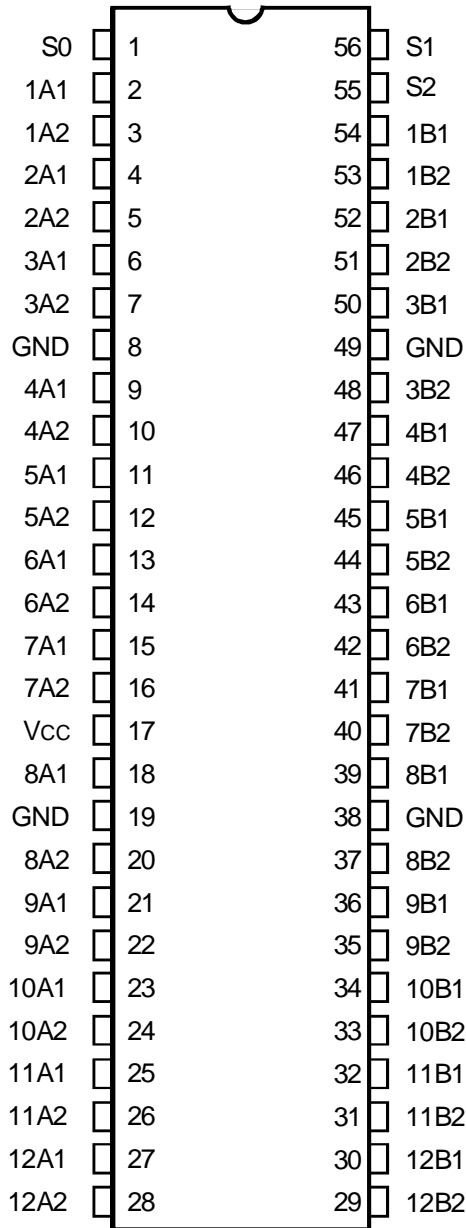 S0 1 56 S1
1A1 2 55 S2
1A2 3 54 1B1
2A1 4 53 1B2
2A2 5 52 2B1
3A1 6 51 2B2
3A2 7 50 3B1
GND 8 49 GND
4A1 9 48 3B2
4A2 10 47 4B1
5A1 11 46 4B2
5A2 12 45 5B1
6A1 13 44 5B2
6A2 14 43 6B1
7A1 15 42 6B2
7A2 16 41 7B1
VCC 17 40 7B2
8A1 18 39 8B1
GND 19 38 GND
8A2 20 37 8B2
9A1 21 36 9B1
9A2 22 35 9B2
10A1 23 34 10B1
10A2 24 33 10B2
11A1 25 32 11B1
11A2 26 31 11B2
12A1 27 30 12B1
12A2 28 29 12B2